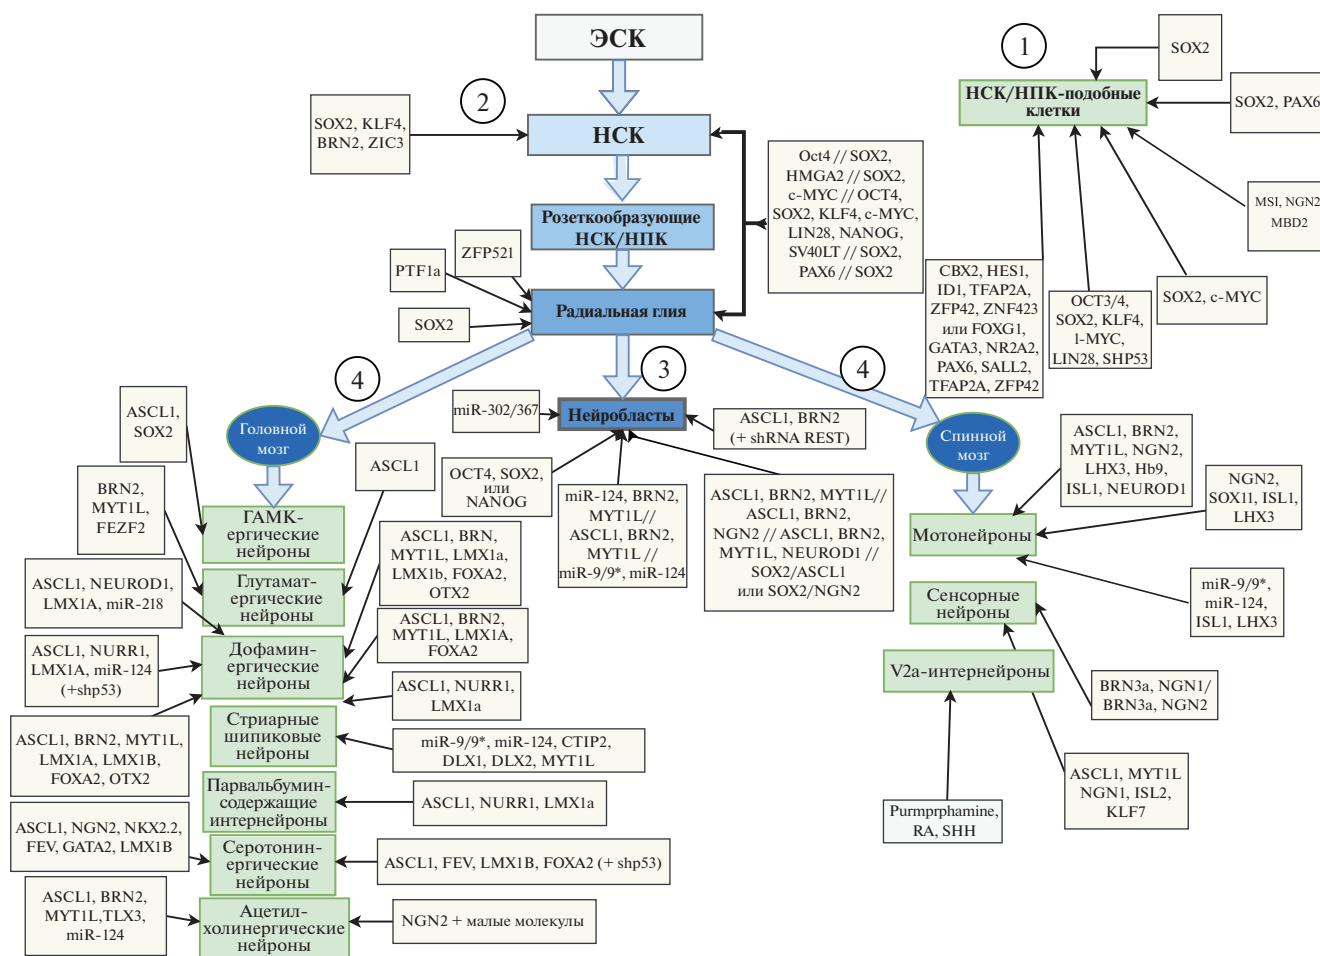 ЭСК
1
SOX2
НСК/НПК-подобные
клетки
SOX2, PAX6
2
SOX2, KLF4,
BRN2, ZIC3
НСК
Oct4 // SOX2,
HMGA2 // SOX2,
c-MYC // OCT4,
SOX2, KLF4, c-MYC,
LIN28, NANOG,
SV40LT // SOX2,
PAX6 // SOX2
MSI, NGN2
MBD2
Розеткообразующие
НСК/НПК
ZFP521
PTF1a
SOX2
Радиальная глия
CBX2, HES1,
ID1, TFAP2A,
ZFP42, ZNF423
или FOXG1,
GATA3, NR2A2,
PAX6, SALL2,
TFAP2A, ZFP42
OCT3/4,
SOX2, KLF4,
l-MYC,
LIN28, SHP53
SOX2, c-MYC
4
3
4
miR-302/367
Нейробласты
ASCL1, BRN2
(+ shRNA REST)
Головной
мозг
Спинной
мозг
ASCL1,
SOX2
ASCL1
OCT4, SOX2,
или
NANOG
miR-124, BRN2,
MYT1L//
ASCL1, BRN2,
MYT1L //
miR-9/9*, miR-124
ASCL1, BRN2, MYT1L//
ASCL1, BRN2,
NGN2 // ASCL1, BRN2,
MYT1L, NEUROD1 //
SOX2/ASCL1
или SOX2/NGN2
ASCL1, BRN2,
MYT1L, NGN2,
LHX3, Hb9,
ISL1, NEUROD1
NGN2,
SOX11, ISL1,
LHX3
BRN2,
MYT1L,
FEZF2
ГАМК-
ергические
нейроны
Мотонейроны
ASCL1, BRN,
MYT1L, LMX1a,
LMX1b, FOXA2,
OTX2
Глутамат-
ергические
нейроны
ASCL1, NEUROD1,
LMX1A, miR-218
miR-9/9*,
miR-124,
ISL1, LHX3
Сенсорные
нейроны
ASCL1, BRN2,
MYT1L, LMX1A,
FOXA2
ASCL1, NURR1,
LMX1A, miR-124
(+shp53)
Дофамин-
ергические
нейроны
V2a-интернейроны
ASCL1, NURR1,
LMX1a
BRN3a, NGN1/
BRN3a, NGN2
ASCL1, BRN2, MYT1L,
LMX1A, LMX1B,
FOXA2, OTX2
Стриарные
шипиковые
нейроны
miR-9/9*, miR-124, CTIP2,
DLX1, DLX2, MYT1L
Парвальбумин-
содержащие
интернейроны
ASCL1, NURR1, LMX1a
ASCL1, MYT1L
NGN1, ISL2,
KLF7
Purmprphamine,
RA, SHH
ASCL1, NGN2, NKX2.2,
FEV, GATA2, LMX1B
Серотонин-
ергические
нейроны
ASCL1, FEV, LMX1B, FOXA2 (+ shp53)
ASCL1, BRN2,
MYT1L,TLX3,
miR-124
Ацетил-
холинергические
нейроны
NGN2 + малые молекулы